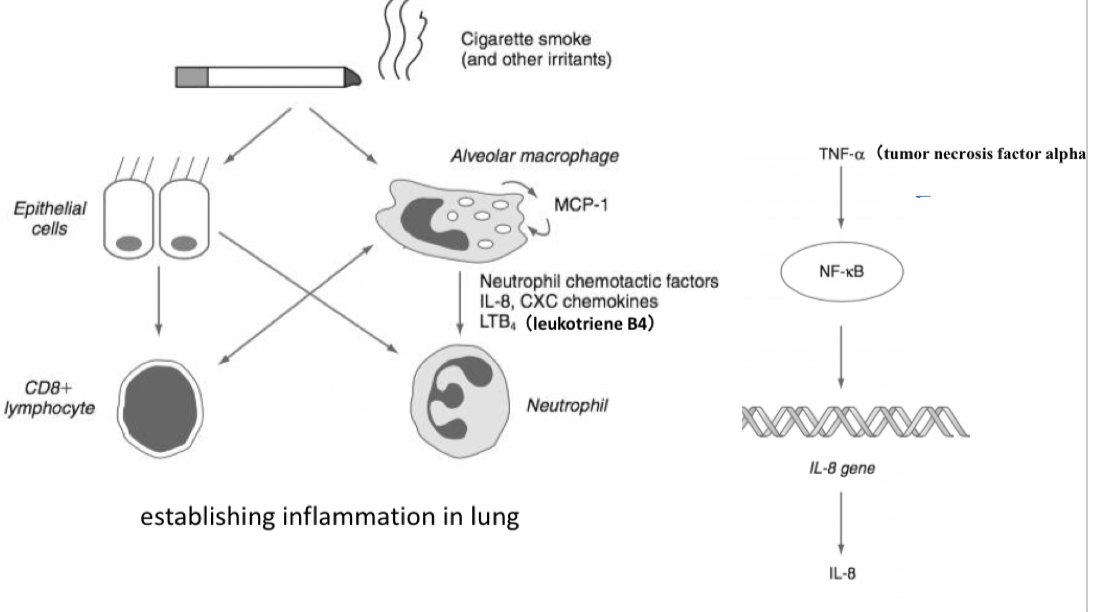 Cigarette smoke
(and other irritants)
Alveolar macrophage
MCP-1
Epithelial
cells
Neutrophil chemotactic factors
IL-8, CXC chemokines
LTB₄（leukotriene B4）
CD8+
lymphocyte
Neutrophil
establishing inflammation in lung
TNF-α（tumor necrosis factor alpha
NF-κB
IL-8 gene
IL-8